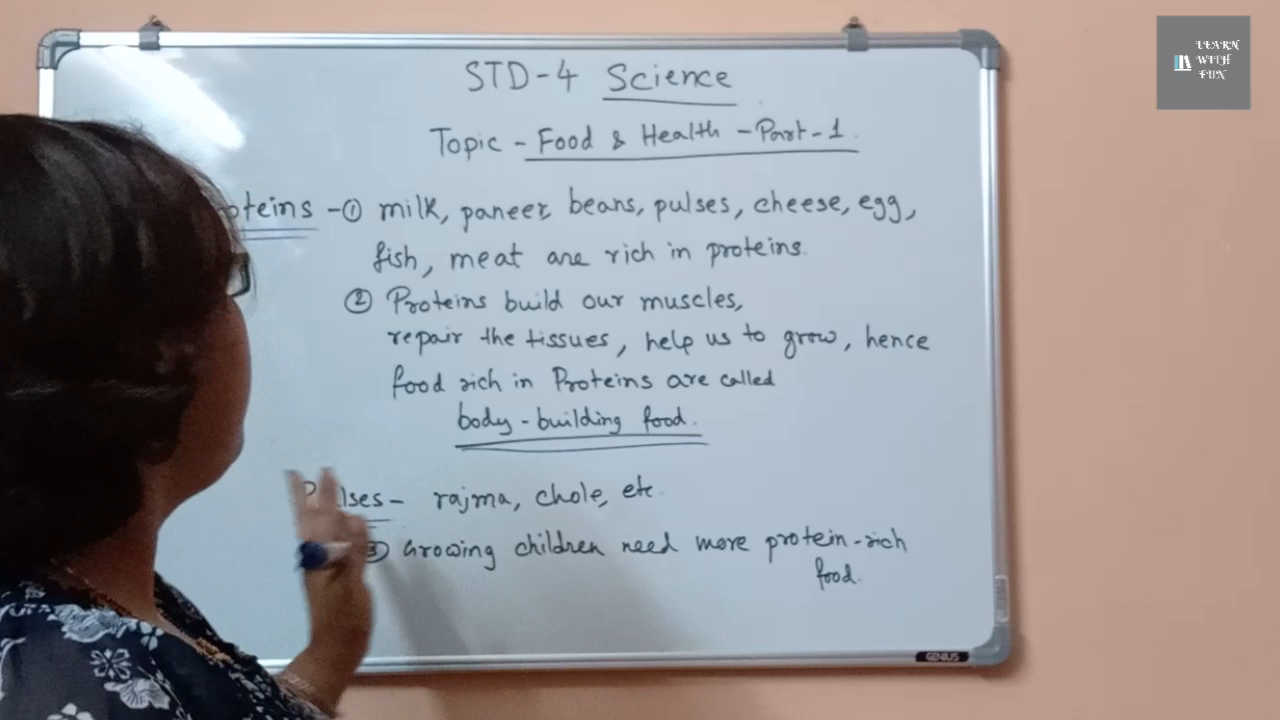 LEARN
WITH
FUN
STD-4 Science
Topic - Food & Health - Part-1.
oteins - ① milk, paneer, beans, pulses, cheese, egg,
fish, meat are rich in proteins.
② Proteins build our muscles,
repair the tissues, help us to grow, hence
food rich in Proteins are called
body-building food.
Pulses - rajma, chole, etc.
③ Growing children need more protein-rich
food.
GENIUS